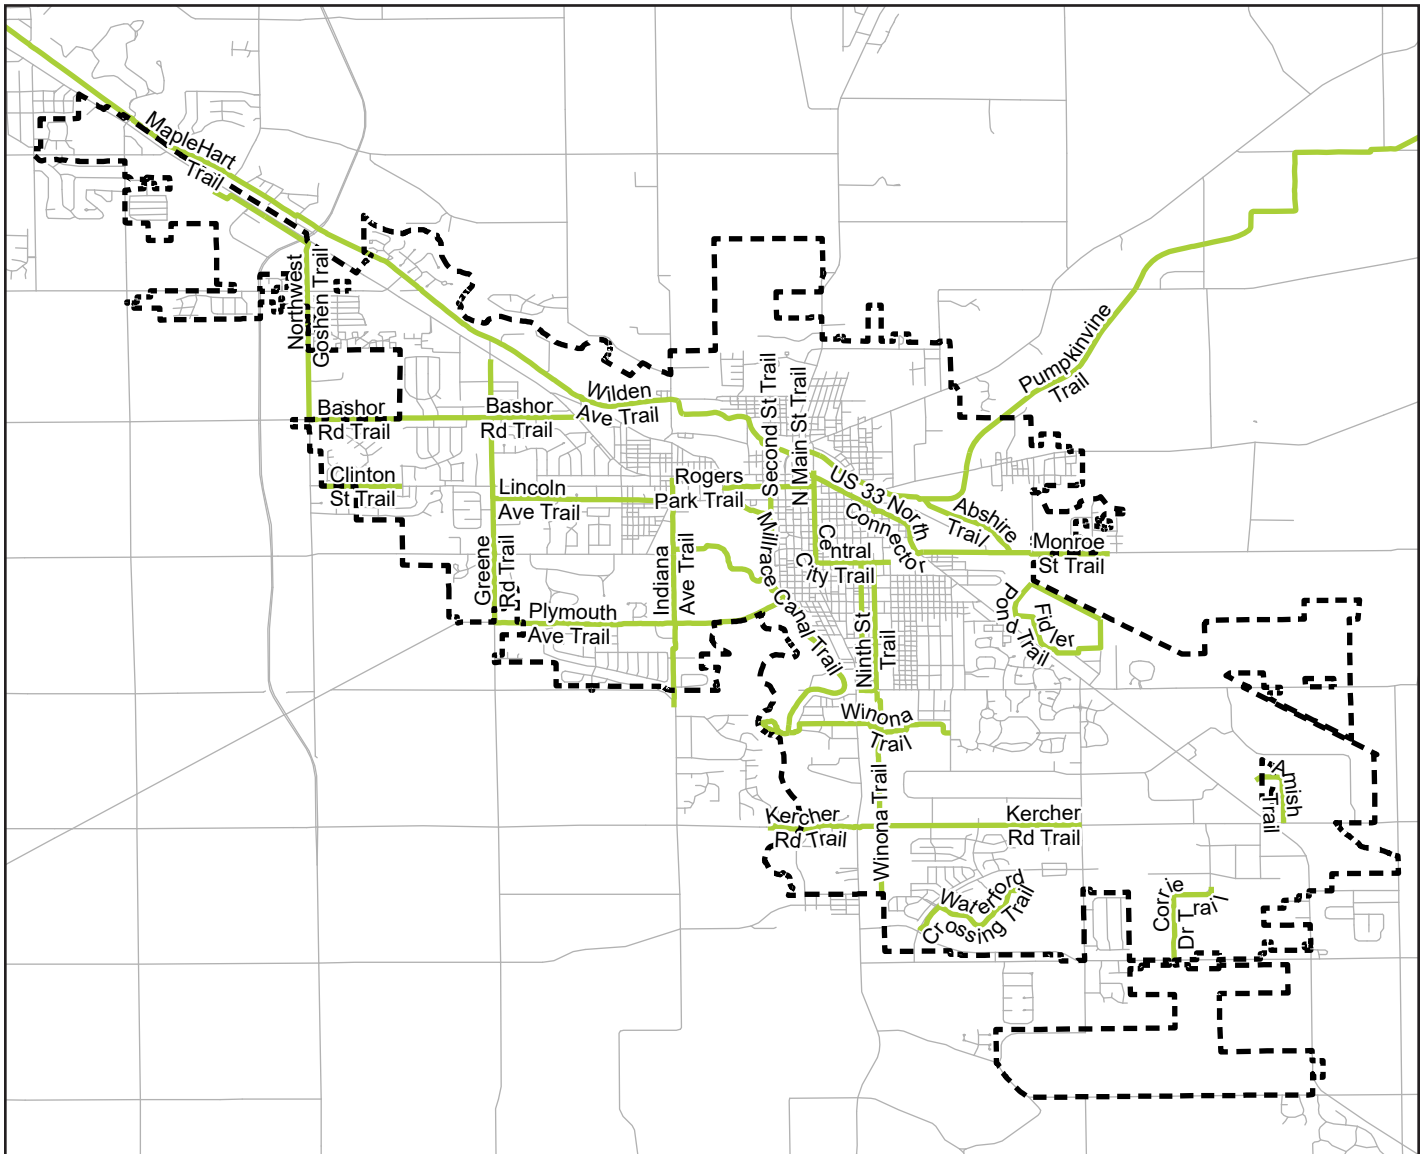 MapleHart
Trail
Northwest
Goshen Trail
Bashor
Rd Trail
Bashor
Rd Trail
Wilden
Ave Trail
Second St Trail
N Main St Trail
Pumpkinvine
Trail
Clinton
St Trail
Lincoln
Ave Trail
Rogers
Park Trail
US 33 North
Connector
Abshire
Trail
Monroe
St Trail
Greene
Rd Trail
Indiana
Ave Trail
Millrace Canal Trail
Central
City Trail
Plymouth
Ave Trail
Ninth St
Trail
Fidler
Pond Trail
Winona
Trail
Winona Trail
Kercher
Rd Trail
Kercher
Rd Trail
Amish
Trail
Waterford
Crossing Trail
Corrie
Dr Trail